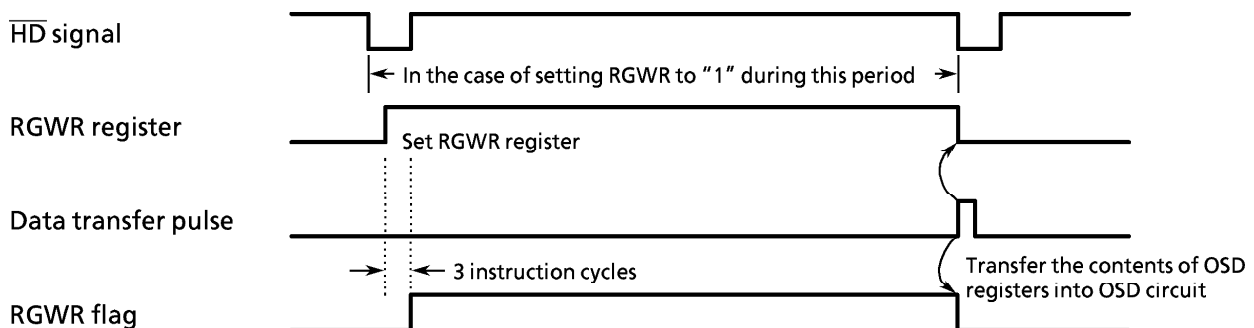 HD signal
In the case of setting RGWR to “1” during this period
RGWR register
Set RGWR register
Data transfer pulse
3 instruction cycles
Transfer the contents of OSD
registers into OSD circuit
RGWR flag